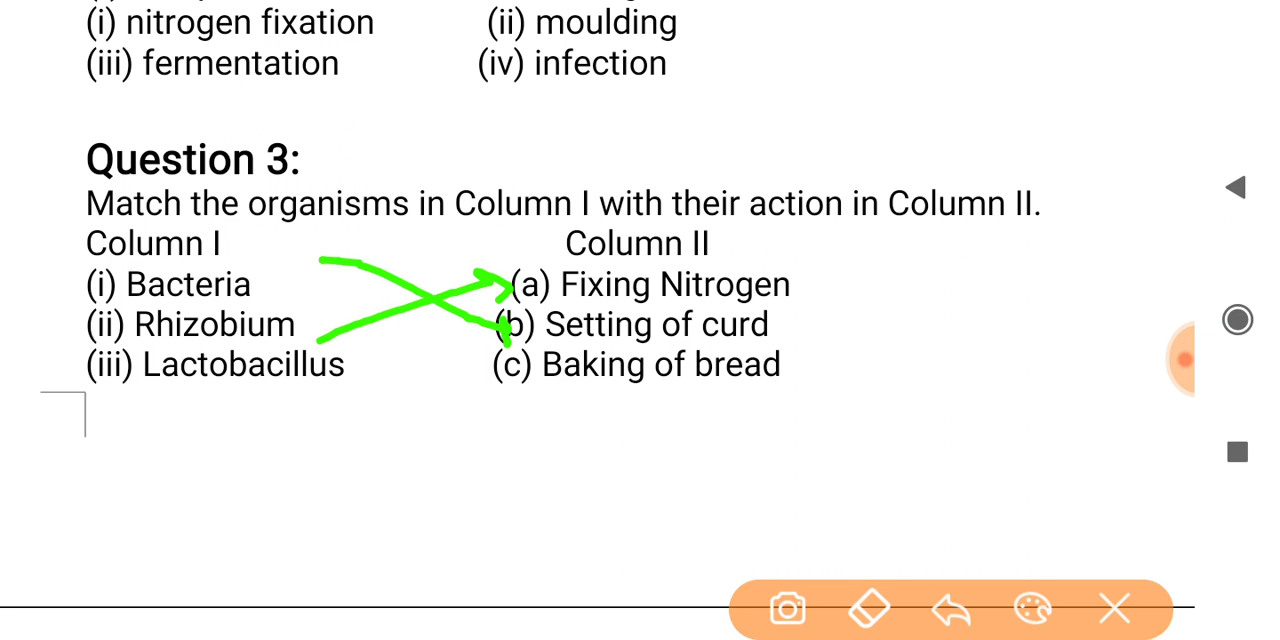 (i) nitrogen fixation (ii) moulding
(iii) fermentation (iv) infection
Question 3:
Match the organisms in Column I with their action in Column II.
Column I Column II
(i) Bacteria (a) Fixing Nitrogen
(ii) Rhizobium (b) Setting of curd
(iii) Lactobacillus (c) Baking of bread